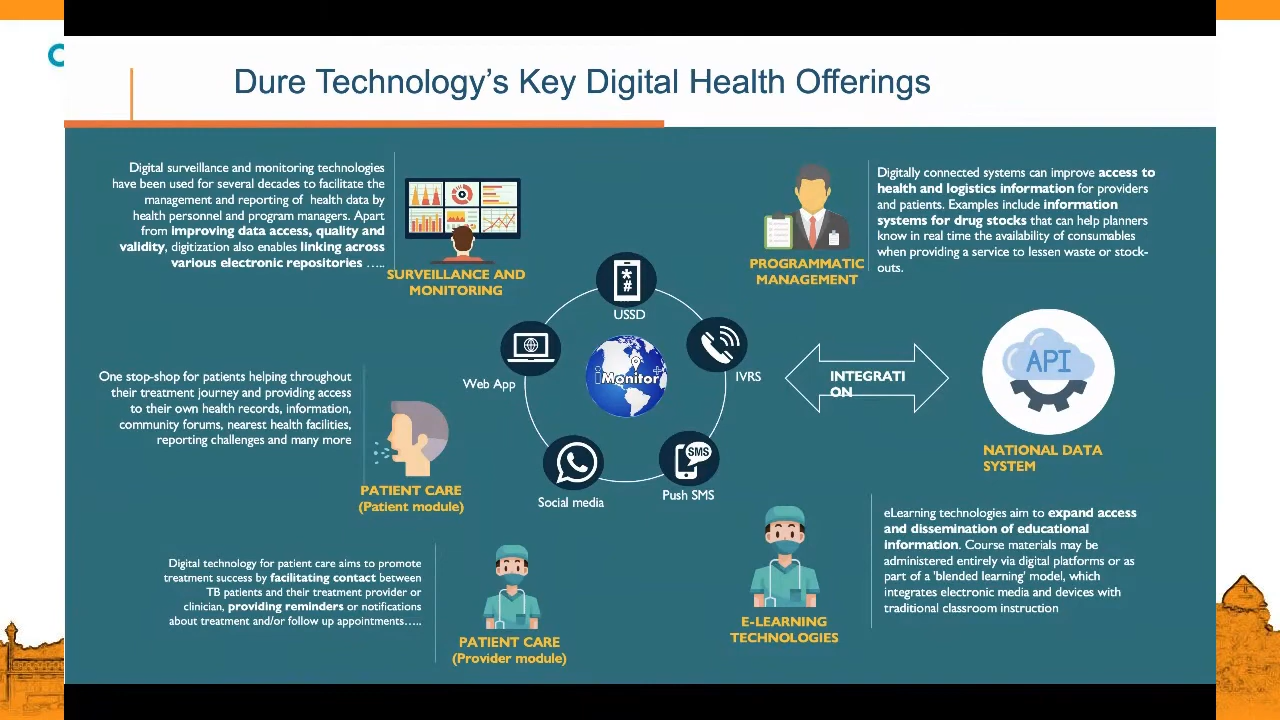 Dure Technology's Key Digital Health Offerings
Digital surveillance and monitoring technologies
have been used for several decades to facilitate the
management and reporting of health data by
health personnel and program managers. Apart
from improving data access, quality and
validity, digitization also enables linking across
various electronic repositories …..
SURVEILLANCE AND
MONITORING
PROGRAMMATIC
MANAGEMENT
Digitally connected systems can improve access to
health and logistics information for providers
and patients. Examples include information
systems for drug stocks that can help planners
know in real time the availability of consumables
when providing a service to lessen waste or stock-
outs.
*
#
USSD
Web App
iMonitor+
IVRS
INTEGRATI
ON
API
NATIONAL DATA
SYSTEM
One stop-shop for patients helping throughout
their treatment journey and providing access
to their own health records, information,
community forums, nearest health facilities,
reporting challenges and many more
PATIENT CARE
(Patient module)
Social media
SMS
Push SMS
Digital technology for patient care aims to promote
treatment success by facilitating contact between
TB patients and their treatment provider or
clinician, providing reminders or notifications
about treatment and/or follow up appointments…..
PATIENT CARE
(Provider module)
E-LEARNING
TECHNOLOGIES
eLearning technologies aim to expand access
and dissemination of educational
information. Course materials may be
administered entirely via digital platforms or as
part of a 'blended learning' model, which
integrates electronic media and devices with
traditional classroom instruction